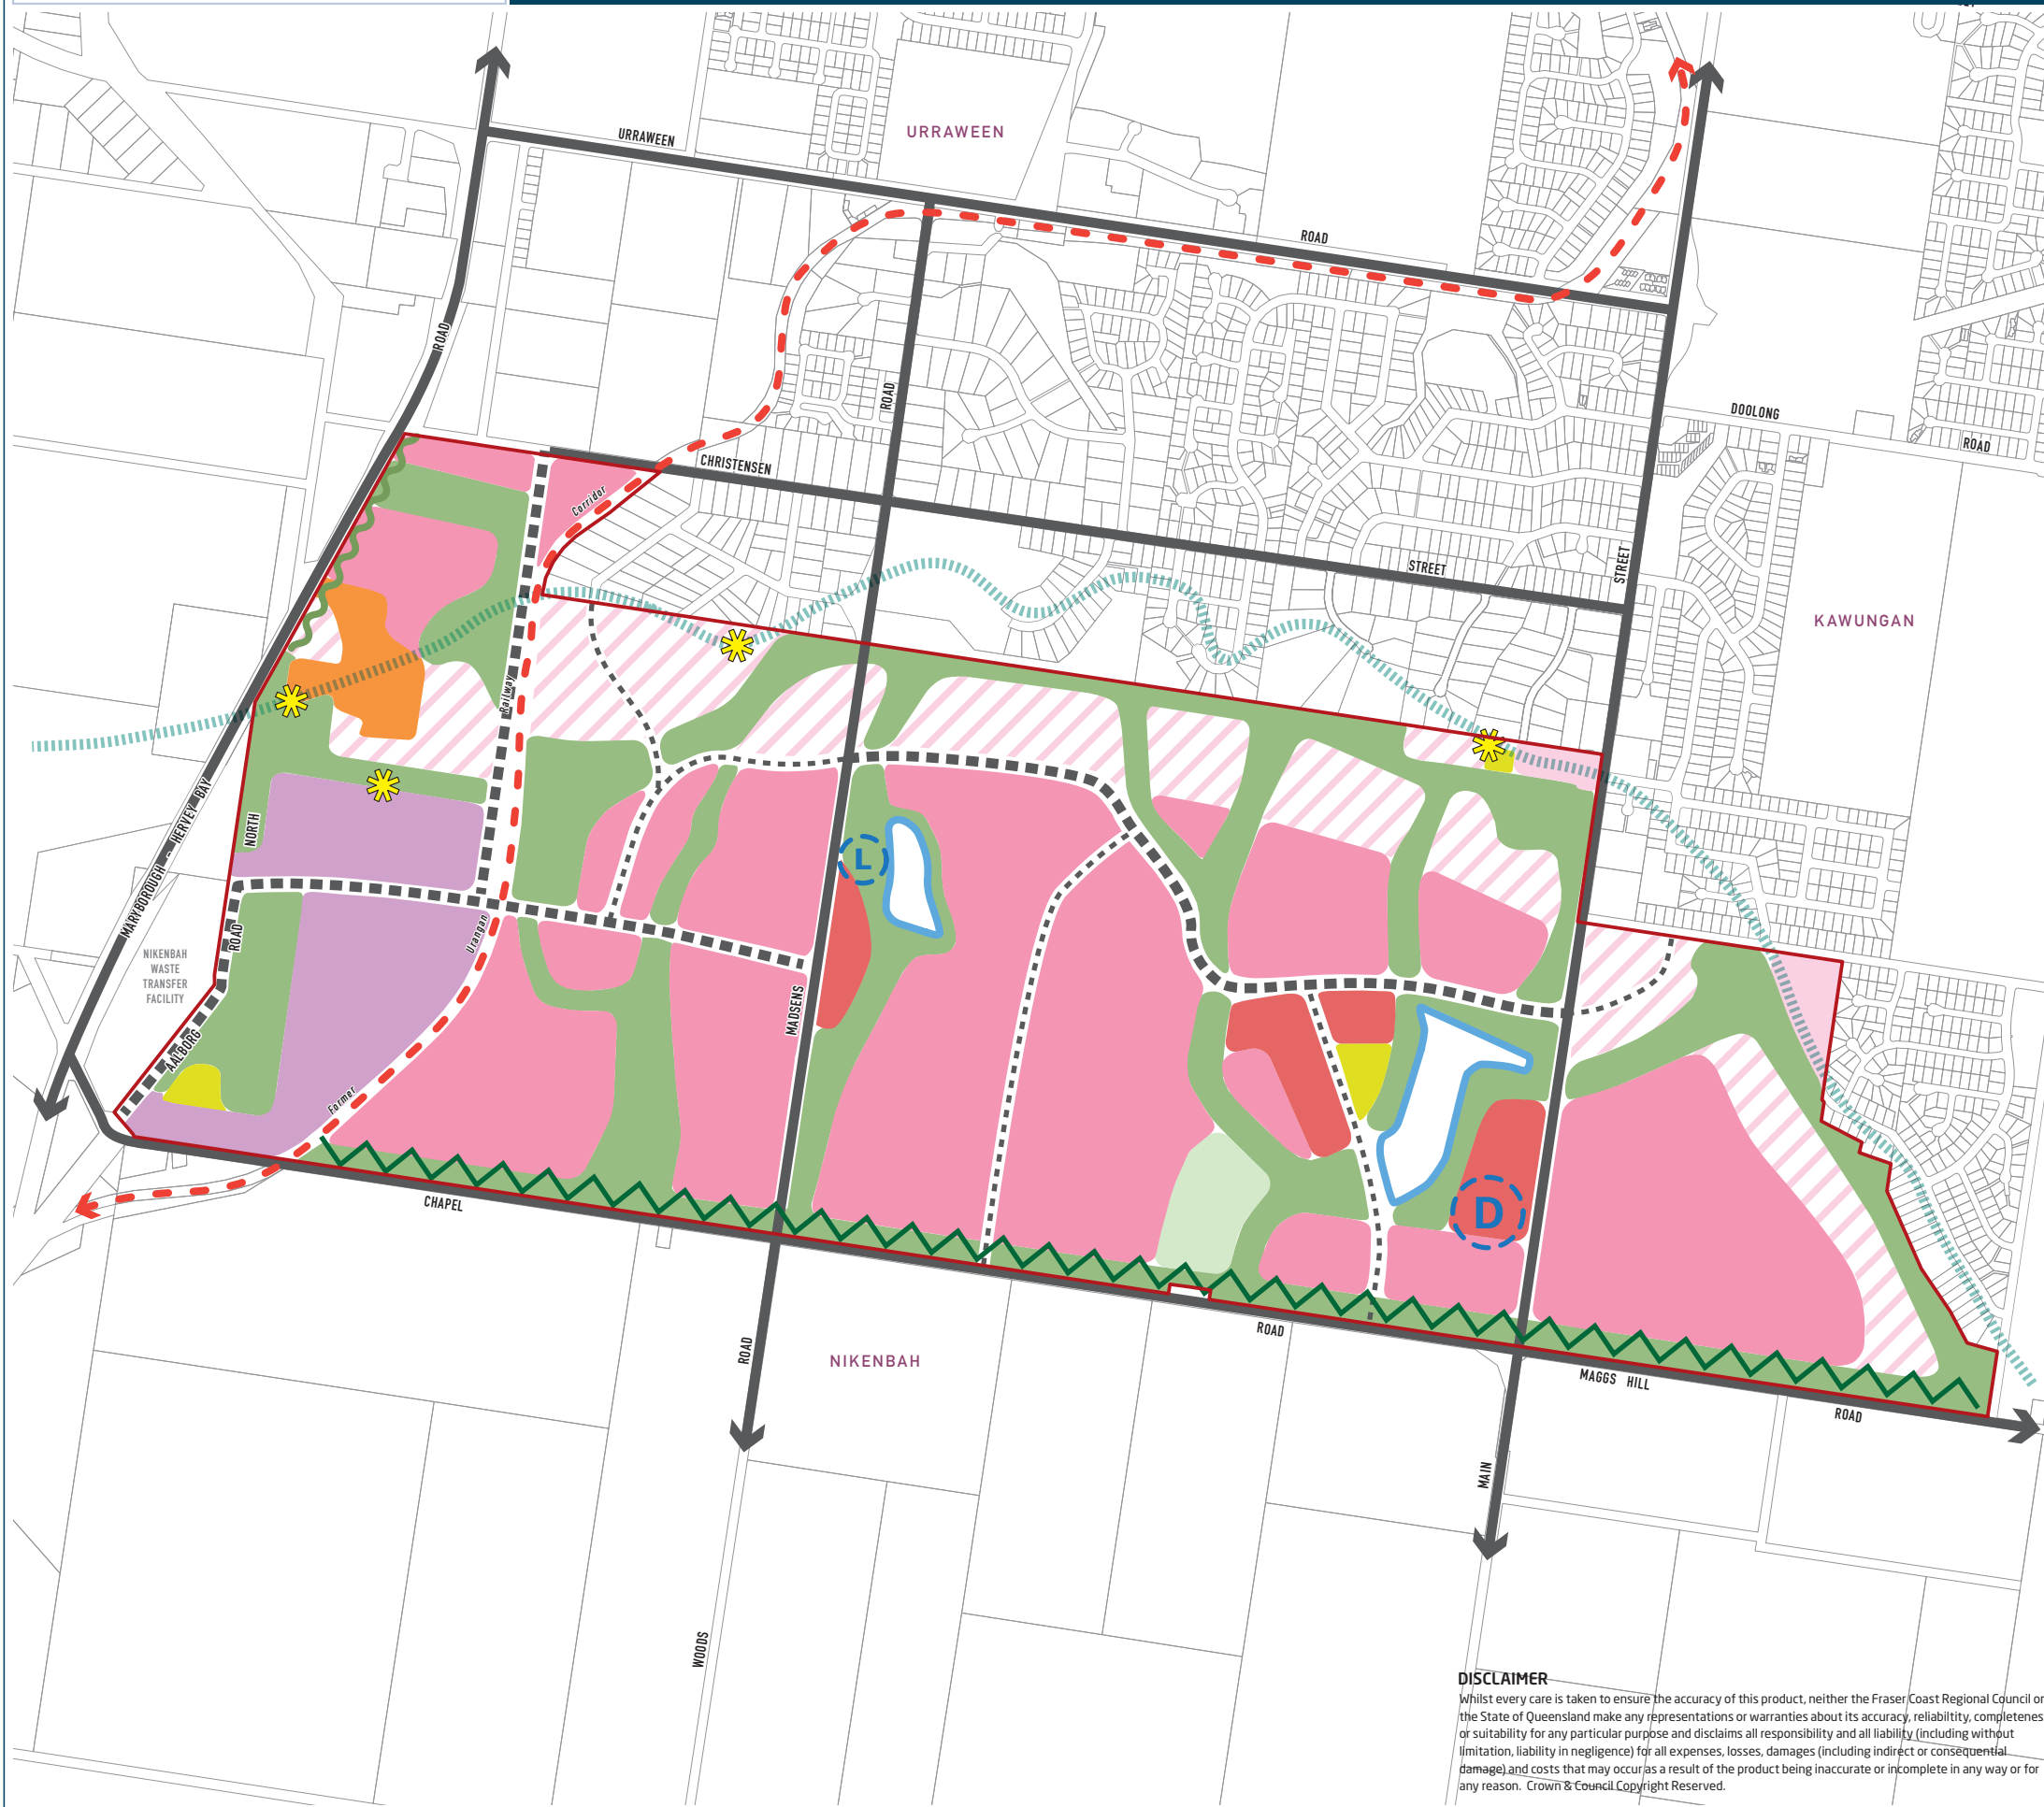 URRAWEEN
URRAWEEN
ROAD
ROAD
ROAD
DOOLONG
ROAD
CHRISTENSEN
Corridor
STREET
STREET
KAWUNGAN
Railway
MARYBOROUGH - HERVEY BAY
NORTH
L
ROAD
Urangan
NIKENBAH
WASTE
TRANSFER
FACILITY
MADSENS
AALBORG
Former
CHAPEL
D
ROAD
ROAD
NIKENBAH
MAGGS HILL
ROAD
MAIN
WOODS
DISCLAIMER
Whilst every care is taken to ensure the accuracy of this product, neither the Fraser Coast Regional Council or
the State of Queensland make any representations or warranties about its accuracy, reliabiltity, completenes
or suitability for any particular purpose and disclaims all responsibility and all liability (including without
limitation, liability in negligence) for all expenses, losses, damages (including indirect or consequential
damage) and costs that may occur as a result of the product being inaccurate or incomplete in any way or for
any reason. Crown & Council Copyright Reserved.